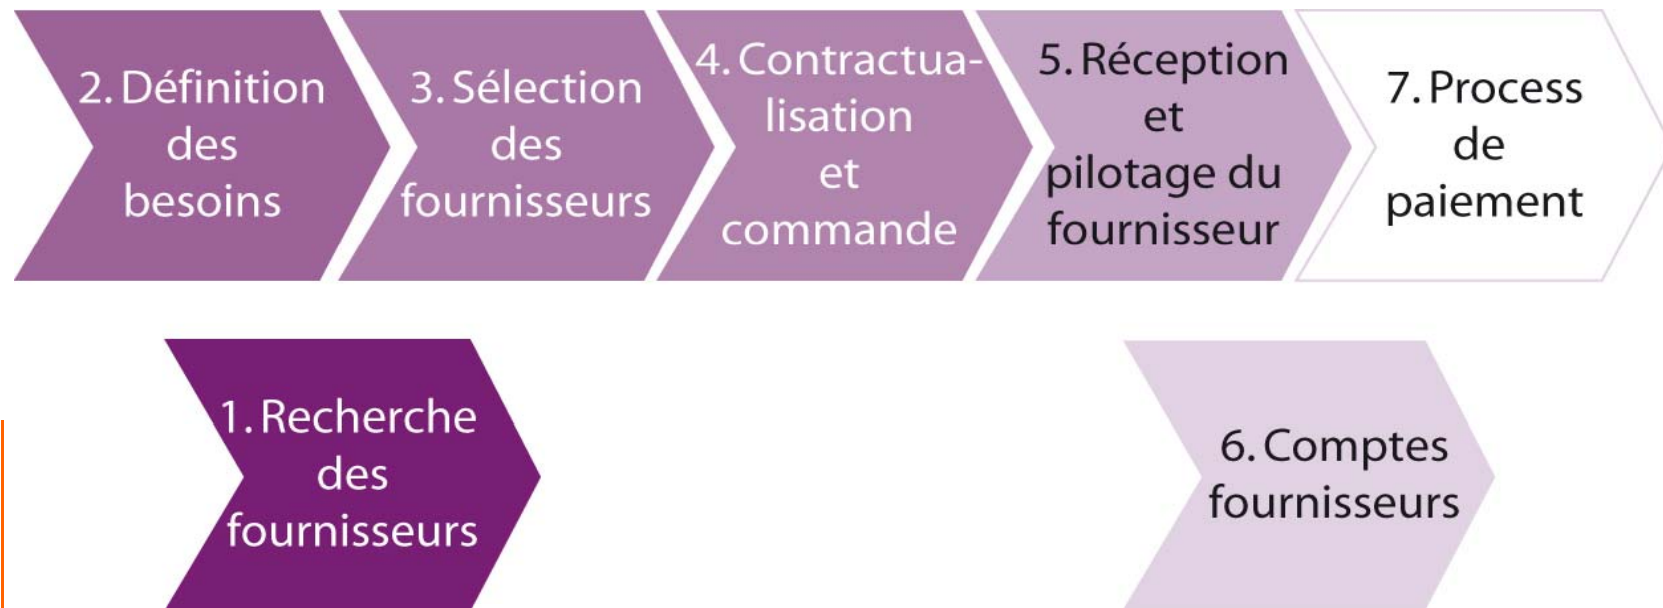 2. Définition
des
besoins
3. Sélection
des
fournisseurs
4. Contractua-
lisation
et
commande
5. Réception
et
pilotage du
fournisseur
7. Process
de
paiement
1. Recherche
des
fournisseurs
6. Comptes
fournisseurs